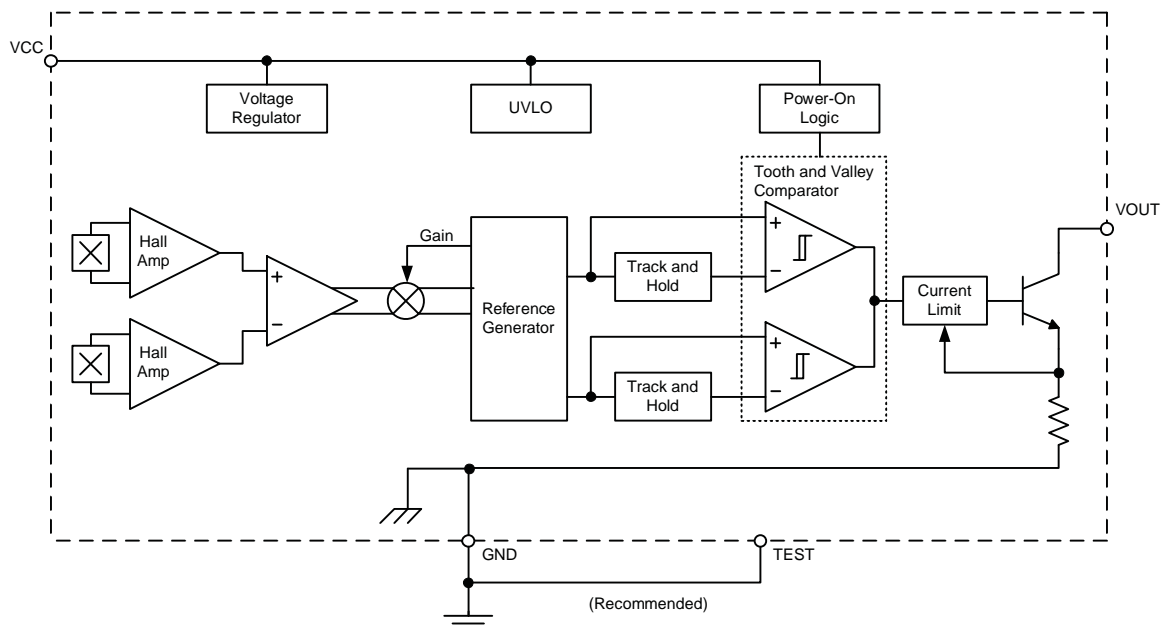 VCC
Voltage
Regulator
UVLO
Power-On
Logic
Tooth and Valley
Comparator
VOUT
Hall
Amp
+
−
Gain
Reference
Generator
Track and
Hold
+
−
Current
Limit
Hall
Amp
Track and
Hold
+
−
GND
TEST
(Recommended)